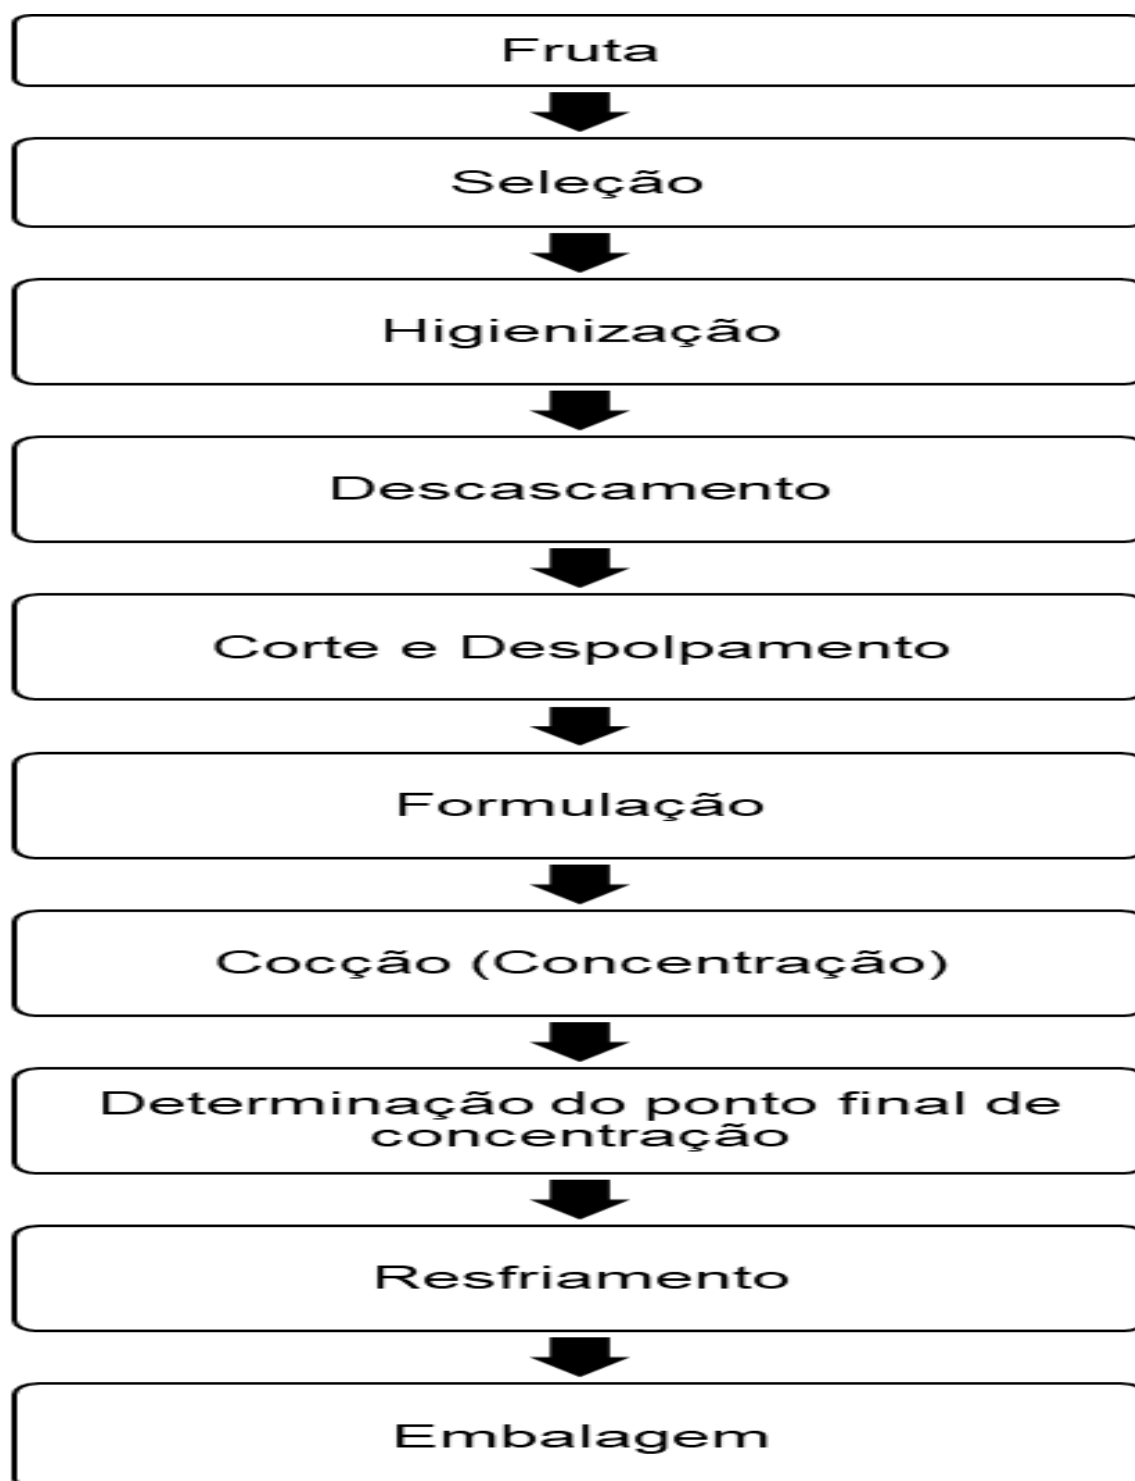 Fruta
Seleção
Higienização
Descascamento
Corte e Despolpamento
Formulação
Cocção (Concentração)
Determinação do ponto final de
concentração
Resfriamento
Embalagem